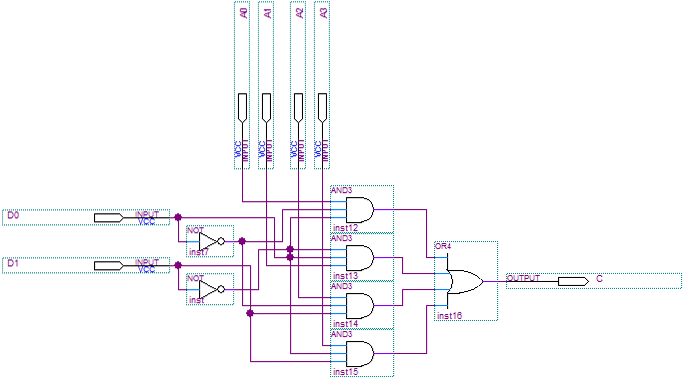 A0 A1 A2 A3
VCC INPUT VCC INPUT VCC INPUT VCC INPUT
AND3
D0 INPUT
VCC
inst12
NOT
AND3
inst7
OR4
D1 INPUT
VCC
inst13
NOT
OUTPUT C
AND3
inst
inst16
inst14
AND3
inst15